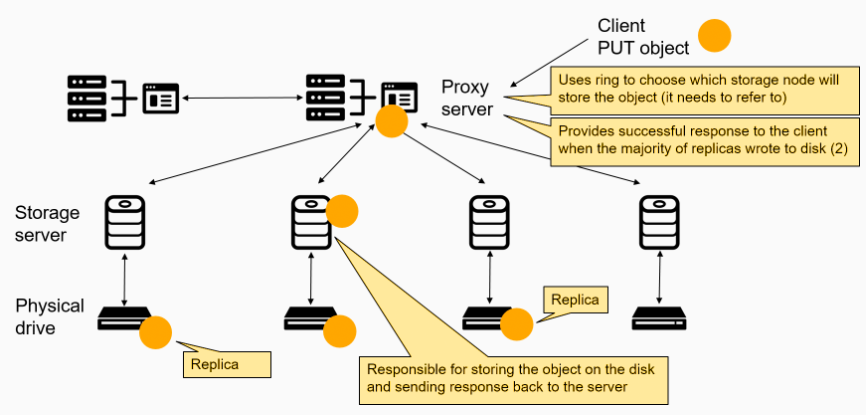 Client
PUT object
Proxy
server
Uses ring to choose which storage node will
store the object (it needs to refer to)
Provides successful response to the client
when the majority of replicas wrote to disk (2)
Storage
server
Physical
drive
Replica
Replica
Responsible for storing the object on the disk
and sending response back to the server